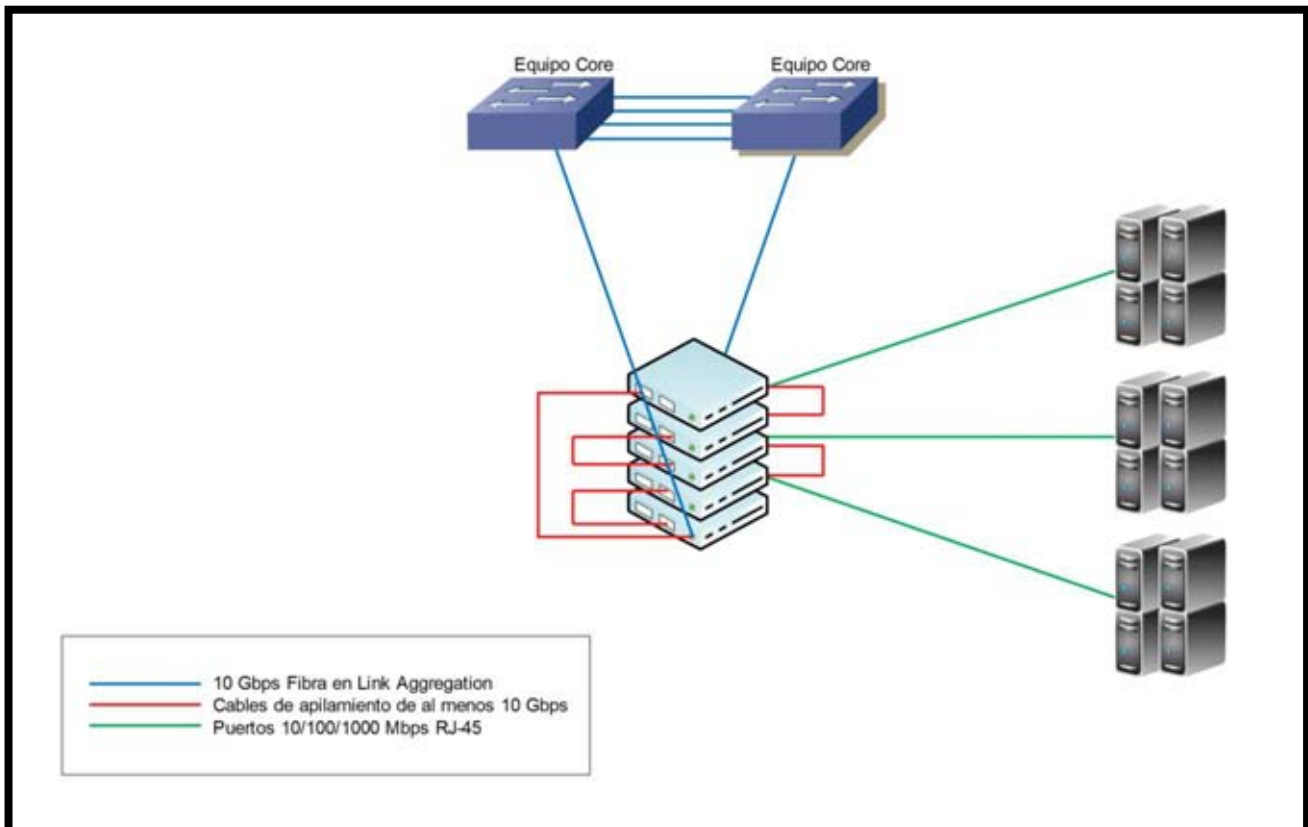 Equipo Core
Equipo Core
10 Gbps Fibra en Link Aggregation
Cables de apilamiento de al menos 10 Gbps
Puertos 10/100/1000 Mbps RJ-45